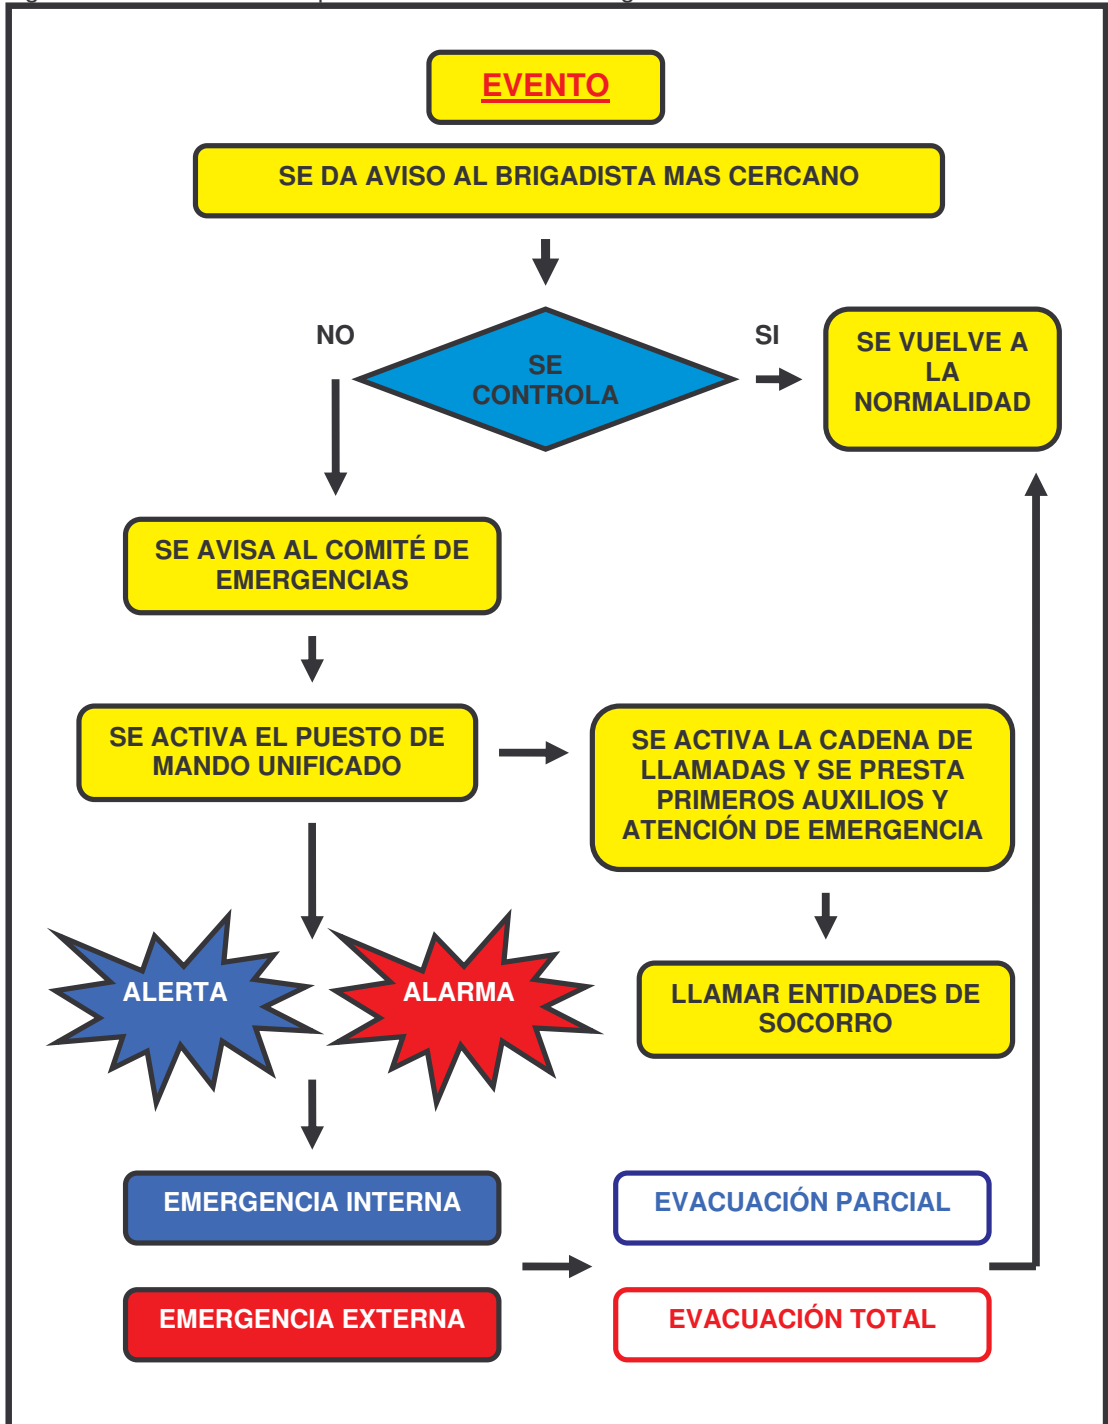 EVENTO
SE DA AVISO AL BRIGADISTA MAS CERCANO
NO
SI
SE
CONTROLA
SE VUELVE A
LA
NORMALIDAD
SE AVISA AL COMITÉ DE
EMERGENCIAS
SE ACTIVA EL PUESTO DE
MANDO UNIFICADO
SE ACTIVA LA CADENA DE
LLAMADAS Y SE PRESTA
PRIMEROS AUXILIOS Y
ATENCIÓN DE EMERGENCIA
ALERTA
ALARMA
LLAMAR ENTIDADES DE
SOCORRO
EMERGENCIA INTERNA
EVACUACIÓN PARCIAL
EMERGENCIA EXTERNA
EVACUACIÓN TOTAL